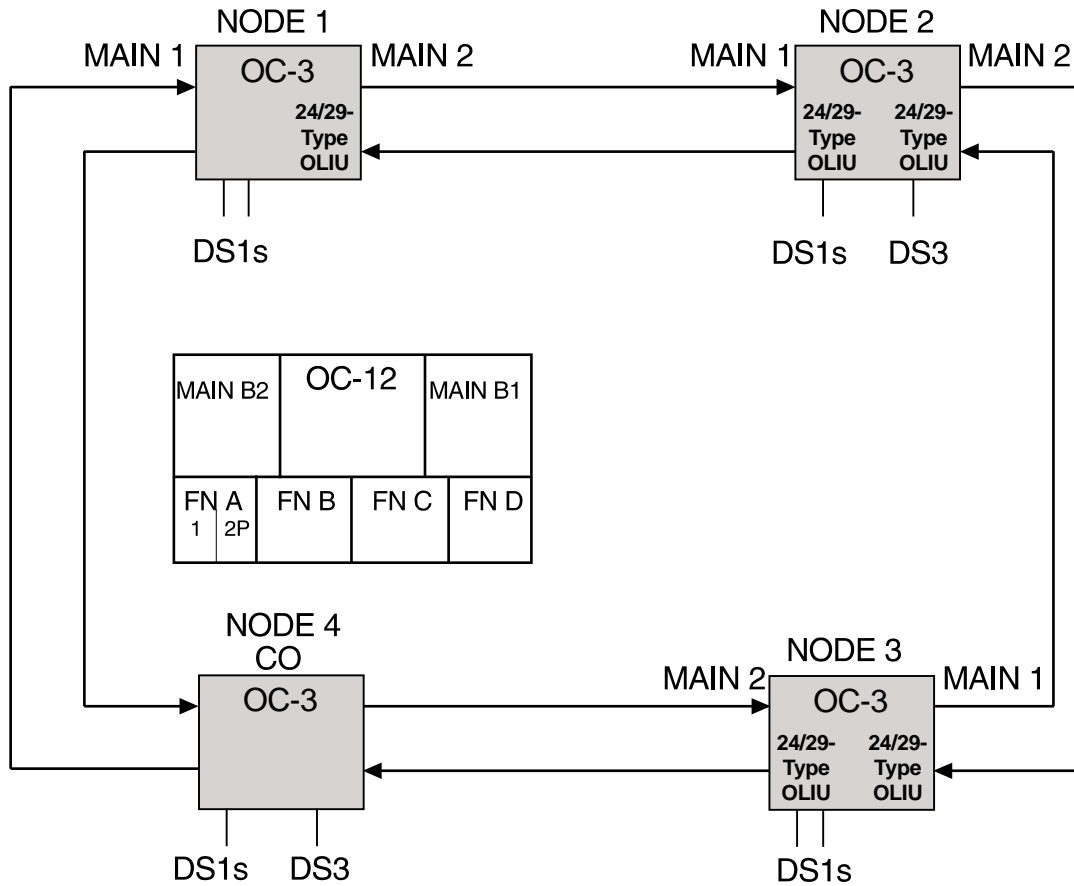 NODE 1
MAIN 1
OC-3
MAIN 2
24/29-
Type
OLIU
DS1s
NODE 2
MAIN 1
OC-3
MAIN 2
24/29-
Type
OLIU
24/29-
Type
OLIU
DS1s
DS3
MAIN B2
OC-12
MAIN B1
FN A
1
2P
FN B
FN C
FN D
NODE 4
CO
OC-3
DS1s
DS3
NODE 3
MAIN 2
OC-3
MAIN 1
24/29-
Type
OLIU
24/29-
Type
OLIU
DS1s